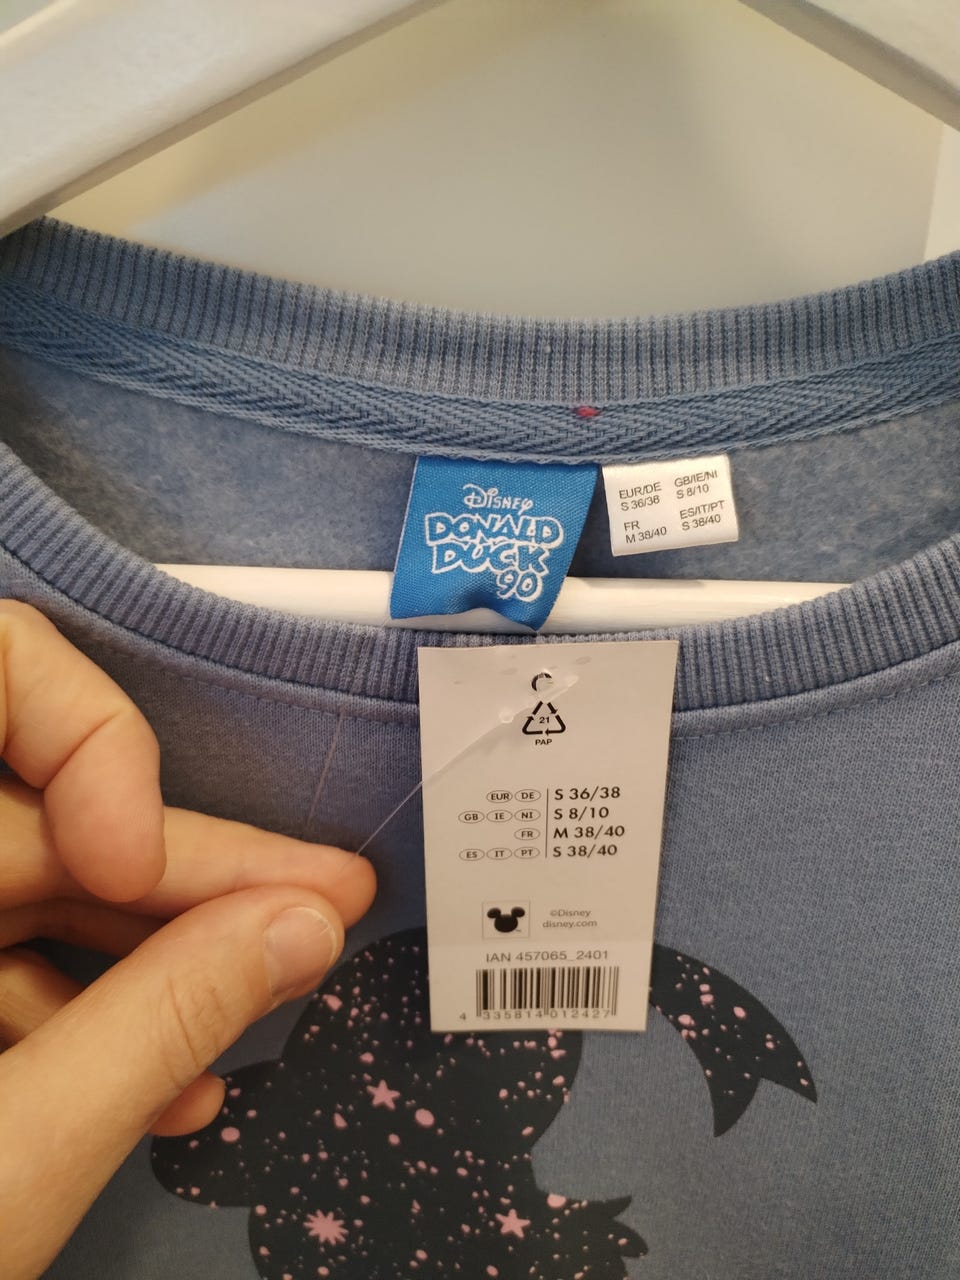 Disney
DONALD
DUCK
90
EUR/DE GB/IE/NI
S 36/38 S 8/10
FR ES/IT/PT
M 38/40 S 38/40
21
PAP
EUR DE S 36/38
GB IE NI S 8/10
FR M 38/40
ES IT PT S 38/40
©Disney
disney.com
IAN 457065_2401
4 335814 012427